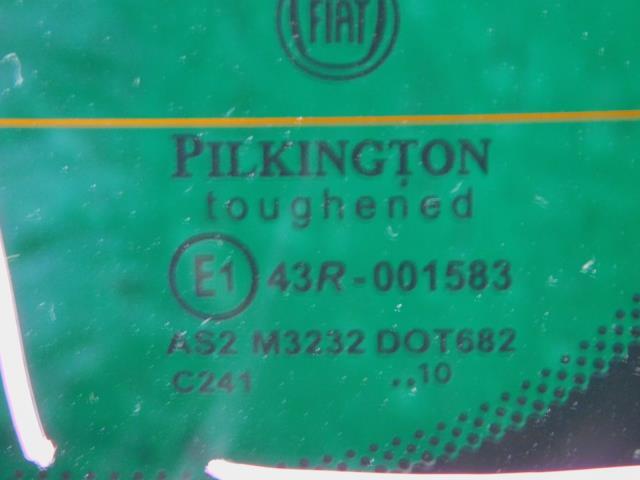 FIAT
PILKINGTON
toughened
E1 43R-001583
AS2 M3232 DOT682
C241 ..10